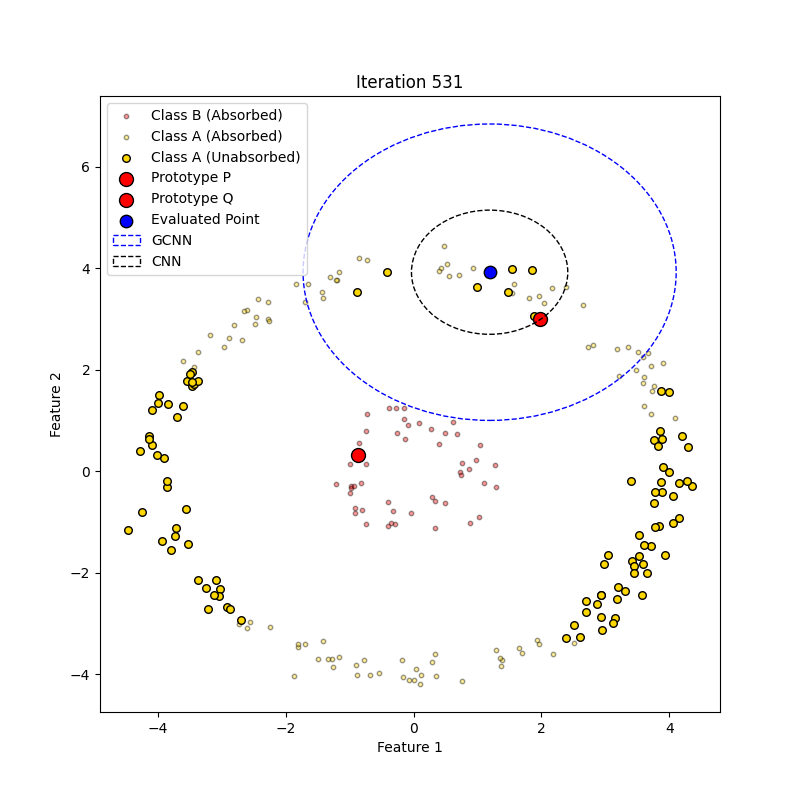 Iteration 531
Class B (Absorbed)
Class A (Absorbed)
Class A (Unabsorbed)
Prototype P
Prototype Q
Evaluated Point
GCNN
CNN
6
4
2
0
−2
−4
Feature 2
−4
−2
0
2
4
Feature 1